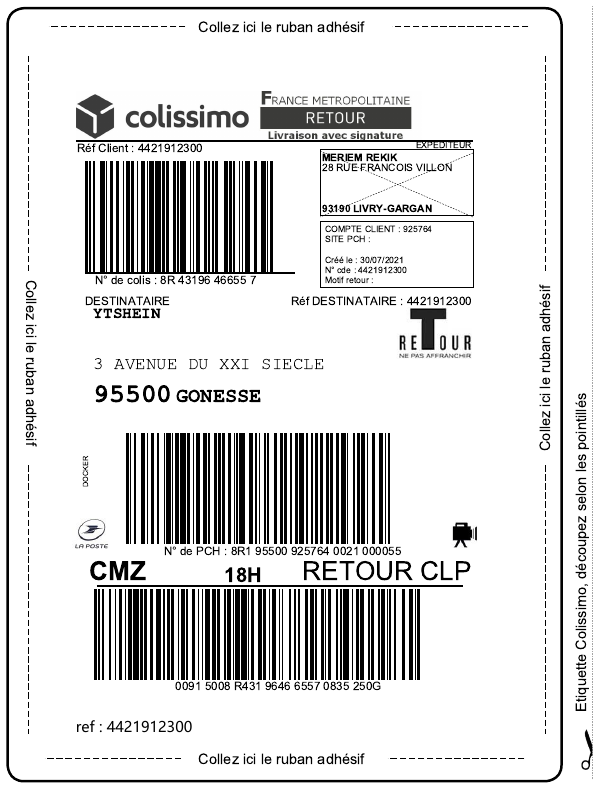 Collez ici le ruban adhésif
colissimo
FRANCE METROPOLITAINE
RETOUR
Livraison avec signature
Réf Client : 4421912300
EXPEDITEUR
MERIEM REKIK
28 RUE FRANCOIS VILLON
93190 LIVRY-GARGAN
COMPTE CLIENT : 925764
SITE PCH :
Créé le : 30/07/2021
N° cde : 4421912300
Motif retour :
N° de colis : 8R 43196 46655 7
DESTINATAIRE
Réf DESTINATAIRE : 4421912300
YTSHEIN
RETOUR
NE PAS AFFRANCHIR
3 AVENUE DU XXI SIECLE
95500 GONESSE
DOCKER
LA POSTE
N° de PCH : 8R1 95500 925764 0021 000055
CMZ 18H RETOUR CLP
0091 5008 R431 9646 6557 0835 250G
ref : 4421912300
Collez ici le ruban adhésif
Collez ici le ruban adhésif
Collez ici le ruban adhésif
Etiquette Colissimo, découpez selon les pointillés